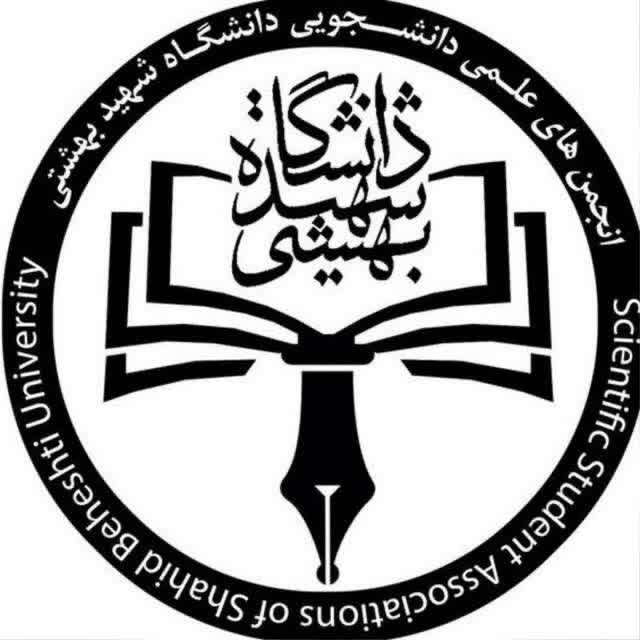 انجمن های علمی دانشجویی دانشگاه شهید بهشتی
دانشگاه
شهید
بهشتی
Scientific Student Associations of Shahid Beheshti University